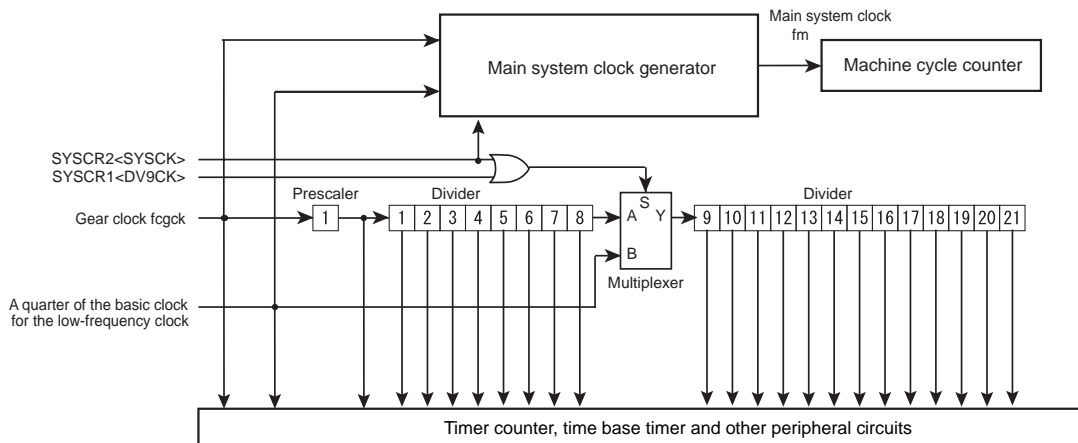 Main system clock
fm
Main system clock generator
Machine cycle counter
SYSCR2<SYSCK>
SYSCR1<DV9CK>
Prescaler
Divider
S
Divider
Gear clock fcgck
1
1 2 3 4 5 6 7 8
A
Y
9 10 11 12 13 14 15 16 17 18 19 20 21
B
Multiplexer
A quarter of the basic clock
for the low-frequency clock
Timer counter, time base timer and other peripheral circuits